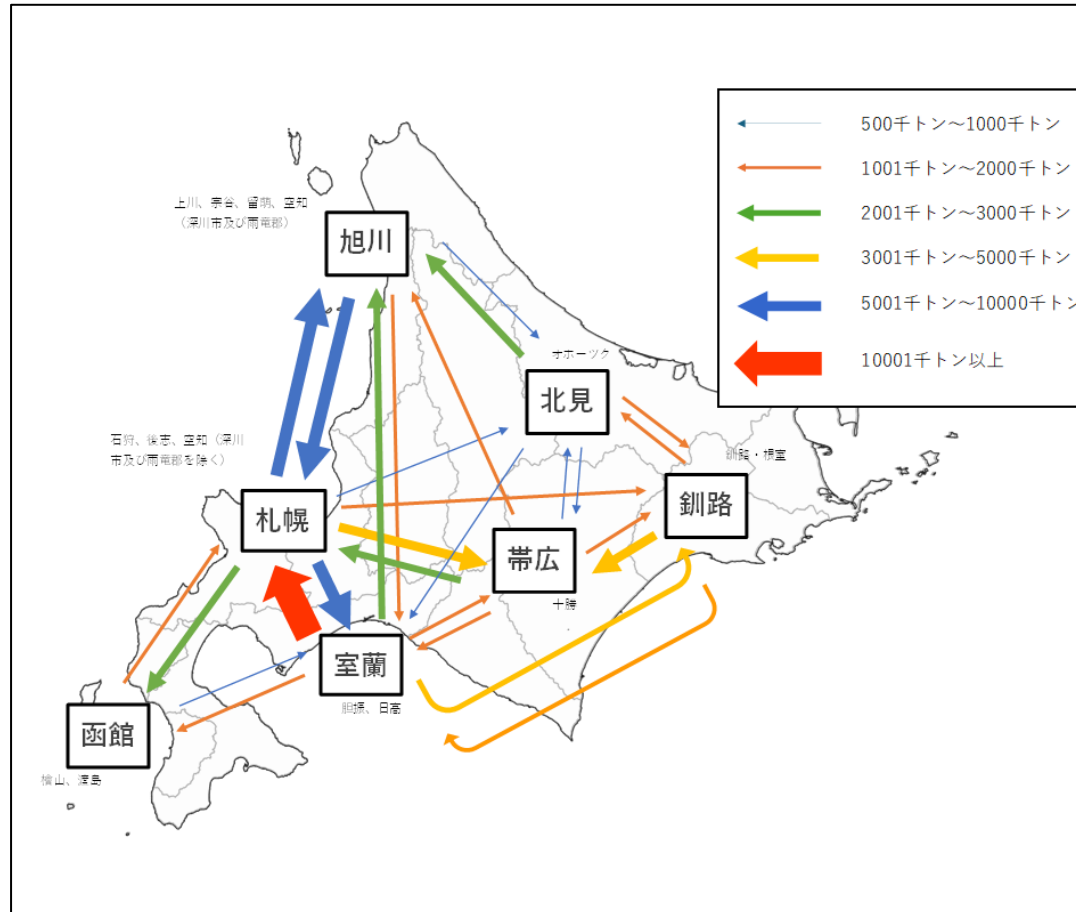 500千トン～1000千トン
1001千トン～2000千トン
2001千トン～3000千トン
3001千トン～5000千トン
5001千トン～10000千トン
10001千トン以上
上川、宗谷、留萌、空知
（深川市及び雨竜郡）
旭川
オホーツク
北見
石狩、後志、空知（深川
市及び雨竜郡を除く）
釧路・根室
釧路
札幌
帯広
十勝
室蘭
胆振、日高
函館
檜山、渡島